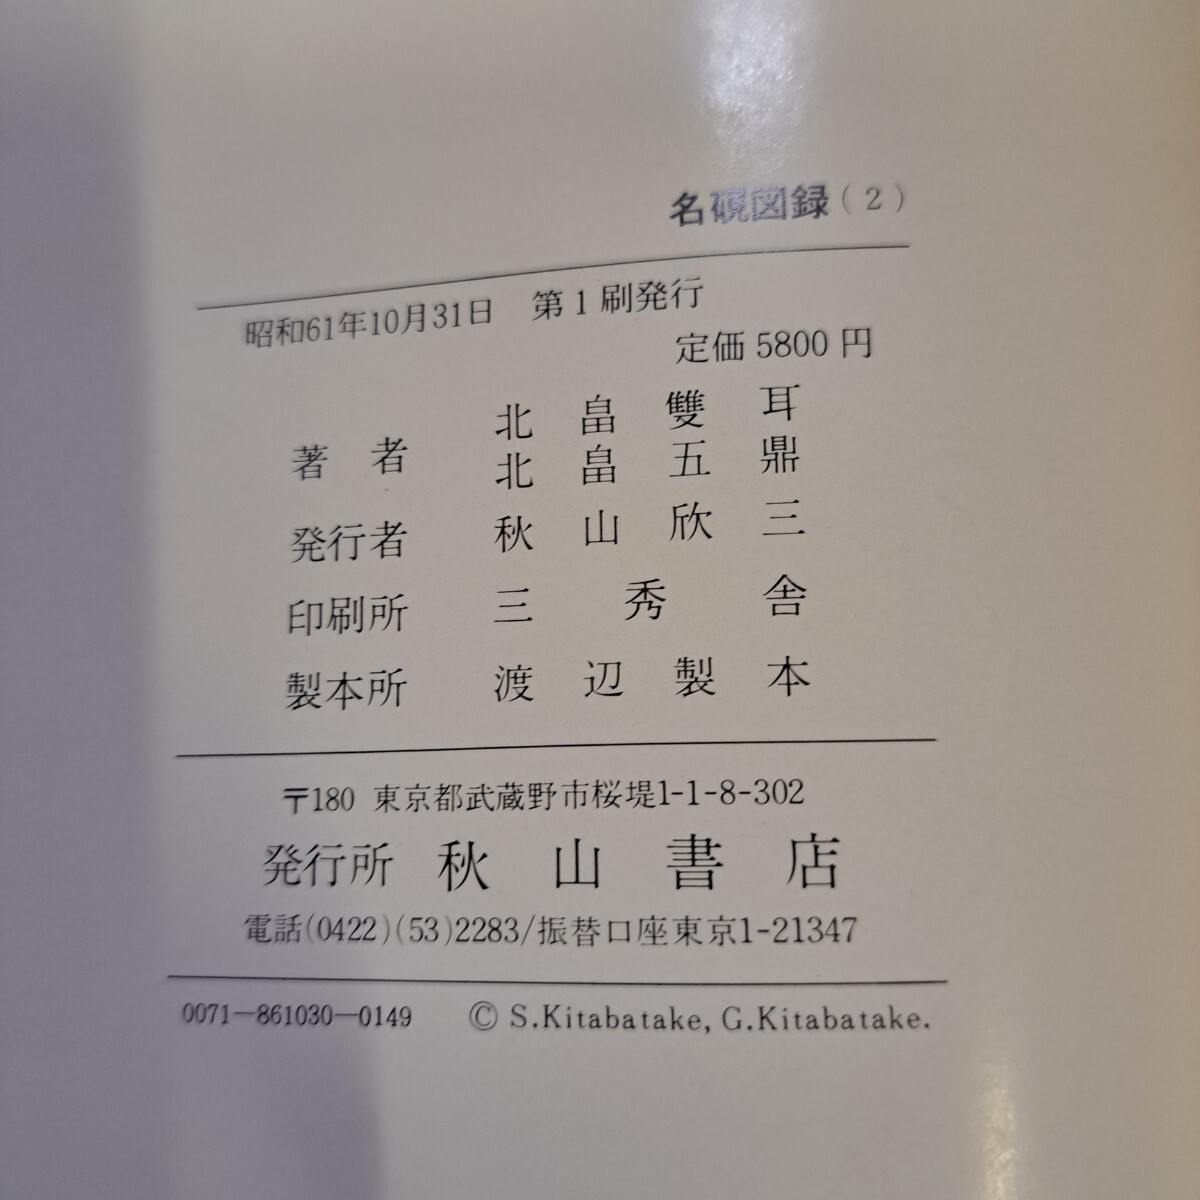 名硯図録(2)
昭和61年10月31日 第1刷発行
定価 5800 円
著者 北畠雙耳
北畠五鼎
発行者 秋山欣三
印刷所 三秀舎
製本所 渡辺製本
〒180 東京都武蔵野市桜堤1-1-8-302
発行所 秋山書店
電話(0422)(53)2283/振替口座東京1-21347
0071―861030―0149 © S.Kitabatake, G.Kitabatake.